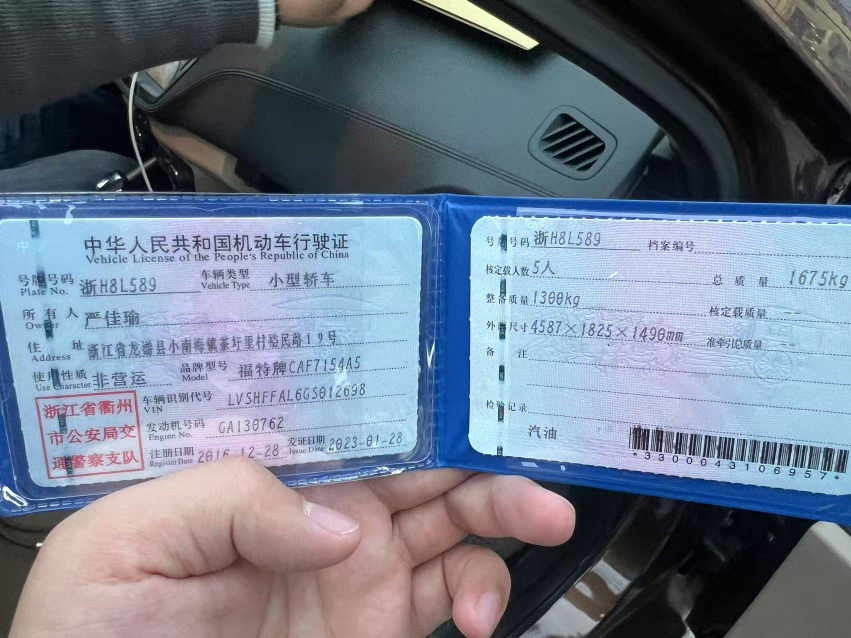 中华人民共和国机动车行驶证
Vehicle License of the People's Republic of China
号牌号码 浙H8L589 车辆类型 小型轿车
Plate No. Vehicle Type
所有人 严佳瑜
Owner
住址 浙江省龙游县小南海镇茶圩里村裕民路19号
Address
使用性质 非营运 品牌型号 福特牌CAF7154A5
Use Character Model
浙江省衢州
市公安局交
通警察支队
车辆识别代号 LVSHFFAL6GS012698
VIN
发动机号码 GA130762
Engine No.
注册日期 2016-12-28 发证日期 2023-01-28
Register Date Issue Date
号牌号码 浙H8L589 档案编号
核定载人数 5人 总质量 1675kg
整备质量 1300kg 核定载质量
外廓尺寸 4587×1825×1490mm 准牵引总质量
备注
检验记录
汽油
*3300043106957*